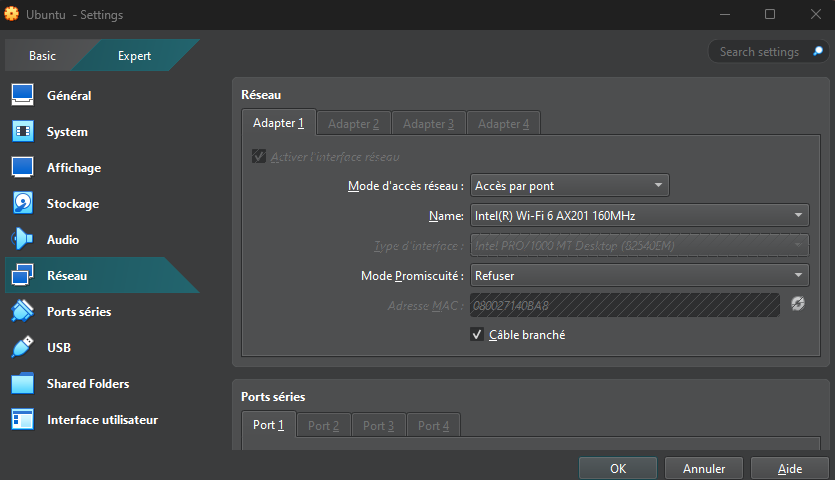 Ubuntu - Settings
Basic
Expert
Search settings
Général
System
Affichage
Stockage
Audio
Réseau
Ports séries
USB
Shared Folders
Interface utilisateur
Réseau
Adapter 1
Adapter 2
Adapter 3
Adapter 4
Activer l'interface réseau
Mode d'accès réseau : Accès par pont
Name: Intel(R) Wi-Fi 6 AX201 160MHz
Type d'interface : Intel PRO/1000 MT Desktop (82540EM)
Mode Promiscuité : Refuser
Adresse MAC : 080027140BA8
Câble branché
Ports séries
Port 1
Port 2
Port 3
Port 4
OK
Annuler
Aide